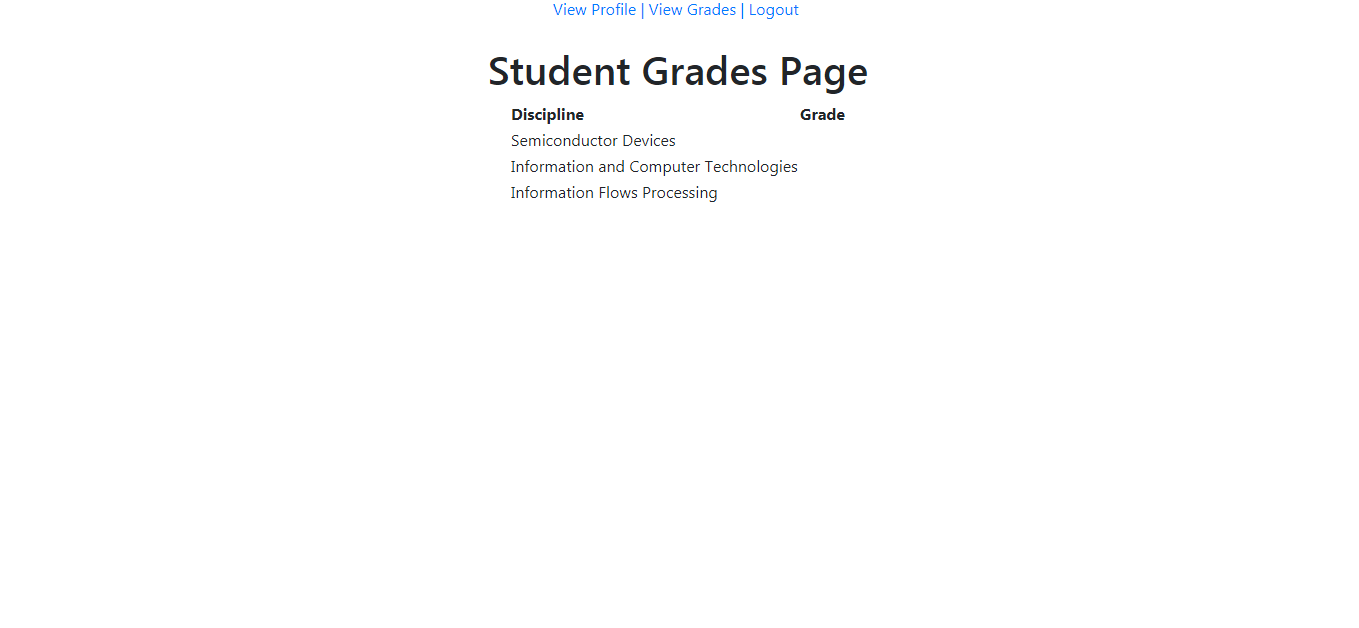 View Profile | View Grades | Logout
Student Grades Page
Discipline Grade
Semiconductor Devices
Information and Computer Technologies
Information Flows Processing